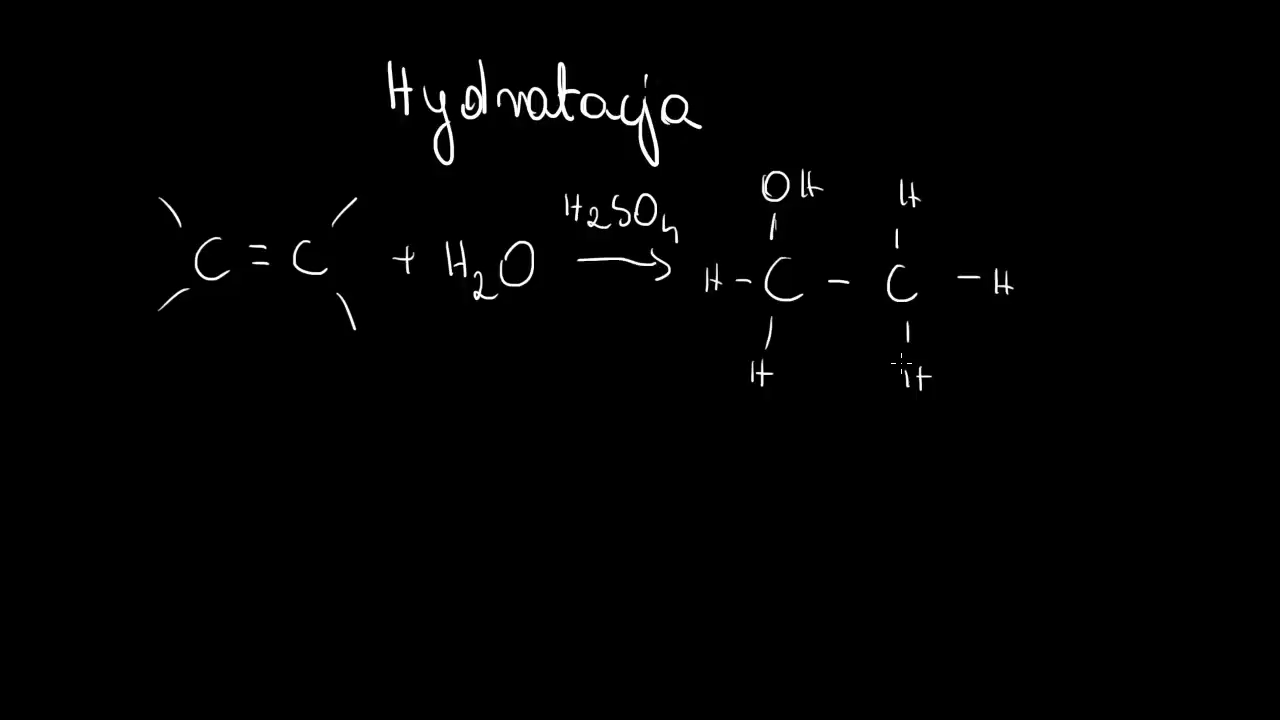 Hydratacja
C = C + H2O H2SO4 → H - C - C - H
OH H
H H